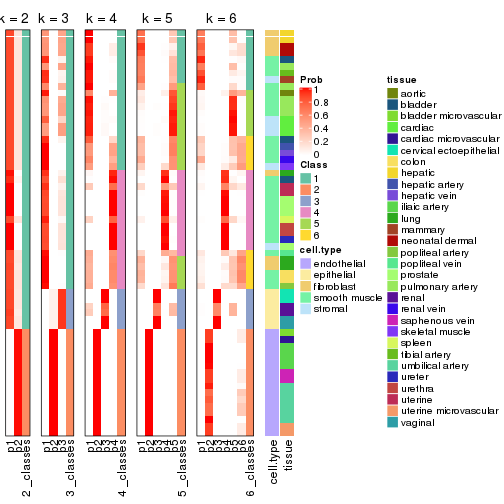 k = 2
k = 3
k = 4
k = 5
k = 6
Prob
1
0.8
0.6
0.4
0.2
0
Class
1
2
3
4
5
6
cell.type
endothelial
epithelial
fibroblast
smooth muscle
stromal
tissue
aortic
bladder
bladder microvascular
cardiac
cardiac microvascular
cervical ectoepithelial
colon
hepatic
hepatic artery
hepatic vein
iliaic artery
lung
mammary
neonatal dermal
popliteal artery
popliteal vein
prostate
pulmonary artery
renal
renal vein
saphenous vein
skeletal muscle
spleen
tibial artery
umbilical artery
ureter
urethra
uterine
uterine microvascular
vaginal
p1
p2
2_classes
p1
p2
p3
3_classes
p1
p2
p3
p4
4_classes
p1
p2
p3
p4
p5
5_classes
p1
p2
p3
p4
p5
p6
6_classes
cell.type
tissue